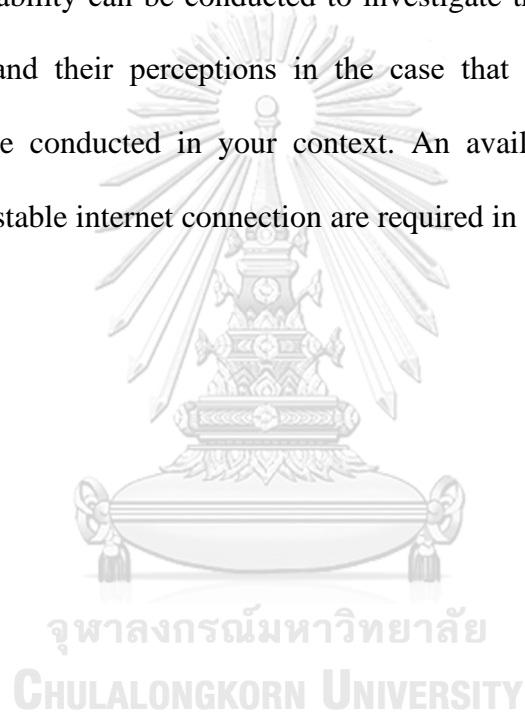 ability can be conducted to investigate
and their perceptions in the case that
conducted in your context. An
stable internet connection are required in
จุฬาลงกรณ์มหาวิทยาลัย
CHULALONGKORN UNIVERSITY